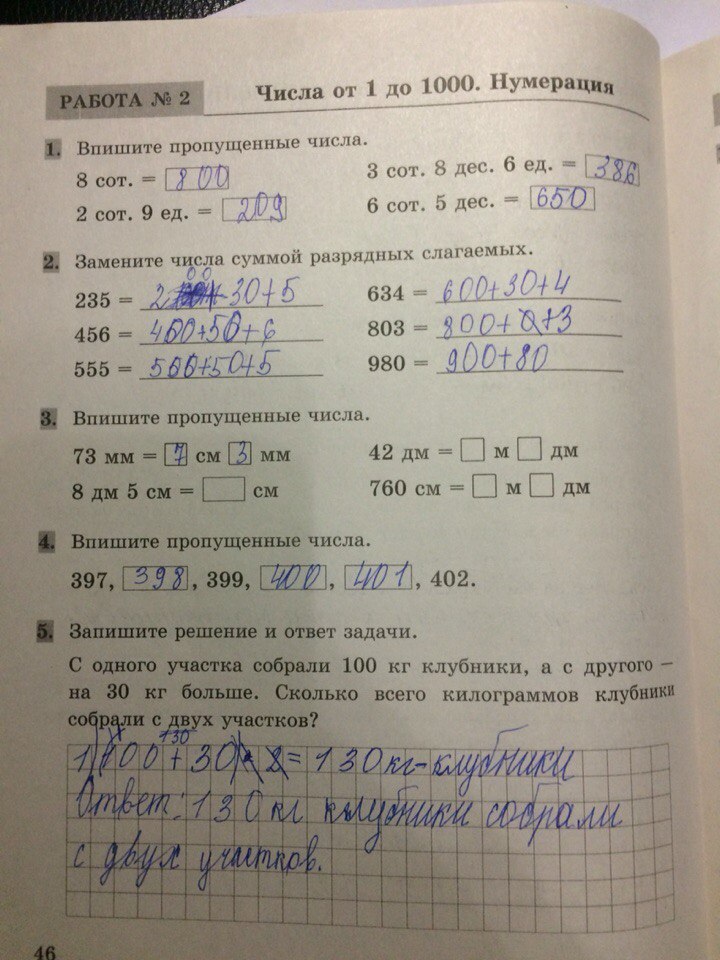 РАБОТА № 2
Числа от 1 до 1000. Нумерация
1. Впишите пропущенные числа.
8 сот. = 800
3 сот. 8 дес. 6 ед. = 386
2 сот. 9 ед. = 209
6 сот. 5 дес. = 650
2. Замените числа суммой разрядных слагаемых.
235 = 200+30+5
634 = 600+30+4
456 = 400+50+6
803 = 800+0+3
555 = 500+50+5
980 = 900+80
3. Впишите пропущенные числа.
73 мм = 7 см 3 мм
42 дм = м дм
8 дм 5 см = см
760 см = м дм
4. Впишите пропущенные числа.
397, 398, 399, 400, 401, 402.
5. Запишите решение и ответ задачи.
С одного участка собрали 100 кг клубники, а с другого –
на 30 кг больше. Сколько всего килограммов клубники
собрали с двух участков?
130
1) 100 + 30 = 130 кг - клубники
Ответ: 130 кг клубники собрали
с двух участков.
46